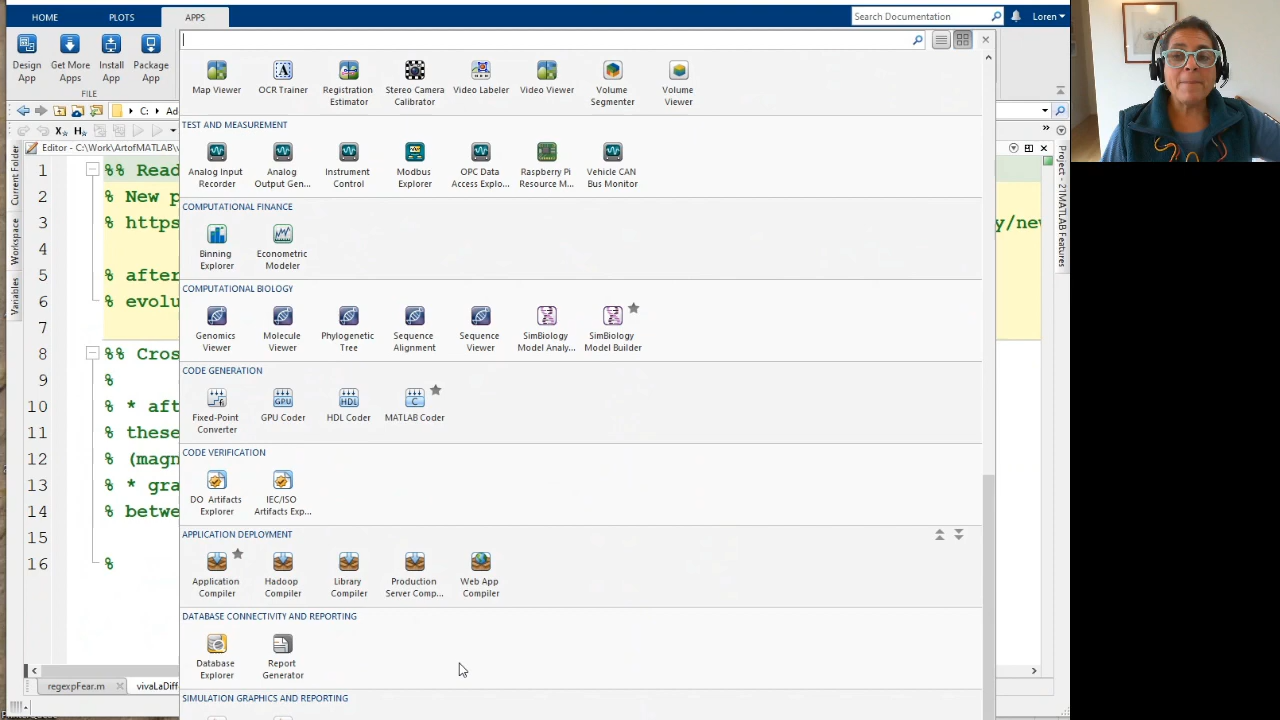 HOME PLOTS APPS
Search Documentation
Loren
Design App
Get More Apps
Install App
Package App
FILE
Map Viewer
OCR Trainer
Registration Estimator
Stereo Camera Calibrator
Video Labeler
Video Viewer
Volume Segmenter
Volume Viewer
TEST AND MEASUREMENT
Analog Input Recorder
Analog Output Gen...
Instrument Control
Modbus Explorer
OPC Data Access Explo...
Raspberry Pi Resource M...
Vehicle CAN Bus Monitor
COMPUTATIONAL FINANCE
Binning Explorer
Econometric Modeler
COMPUTATIONAL BIOLOGY
Genomics Viewer
Molecule Viewer
Phylogenetic Tree
Sequence Alignment
Sequence Viewer
SimBiology Model Analy...
SimBiology Model Builder
CODE GENERATION
Fixed-Point Converter
GPU Coder
HDL Coder
MATLAB Coder
CODE VERIFICATION
DO Artifacts Explorer
IEC/ISO Artifacts Exp...
APPLICATION DEPLOYMENT
Application Compiler
Hadoop Compiler
Library Compiler
Production Server Comp...
Web App Compiler
DATABASE CONNECTIVITY AND REPORTING
Database Explorer
Report Generator
SIMULATION GRAPHICS AND REPORTING
C: Ad
Editor - C:\Work\ArtofMATLAB\
Current Folder
Workspace
Variables
Project - 21MATLAB Features
1 %% Read
2 % New p
3 % https y/new
4
5 % after
6 % evolu
7
8 %% Cros
9 %
10 % * aft
11 % these
12 % (magn
13 % * gra
14 % betwe
15
16 %
regexpFear.m
vivaLaDiff